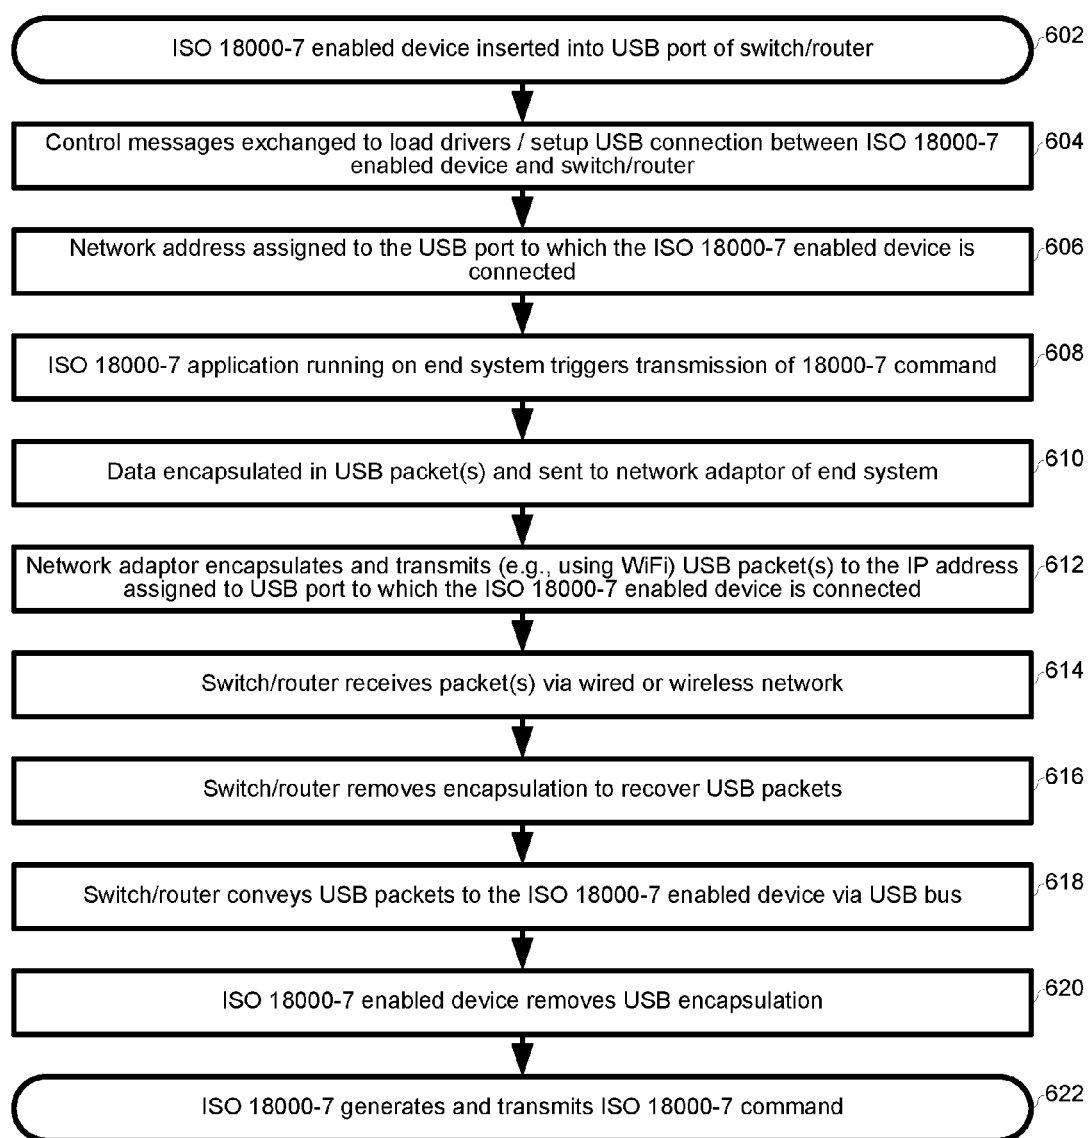 ISO 18000-7 enabled device inserted into USB port of switch/router
602
Control messages exchanged to load drivers / setup USB connection between ISO 18000-7
enabled device and switch/router
604
Network address assigned to the USB port to which the ISO 18000-7 enabled device is
connected
606
ISO 18000-7 application running on end system triggers transmission of 18000-7 command
608
Data encapsulated in USB packet(s) and sent to network adaptor of end system
610
Network adaptor encapsulates and transmits (e.g., using WiFi) USB packet(s) to the IP address
assigned to USB port to which the ISO 18000-7 enabled device is connected
612
Switch/router receives packet(s) via wired or wireless network
614
Switch/router removes encapsulation to recover USB packets
616
Switch/router conveys USB packets to the ISO 18000-7 enabled device via USB bus
618
ISO 18000-7 enabled device removes USB encapsulation
620
ISO 18000-7 generates and transmits ISO 18000-7 command
622